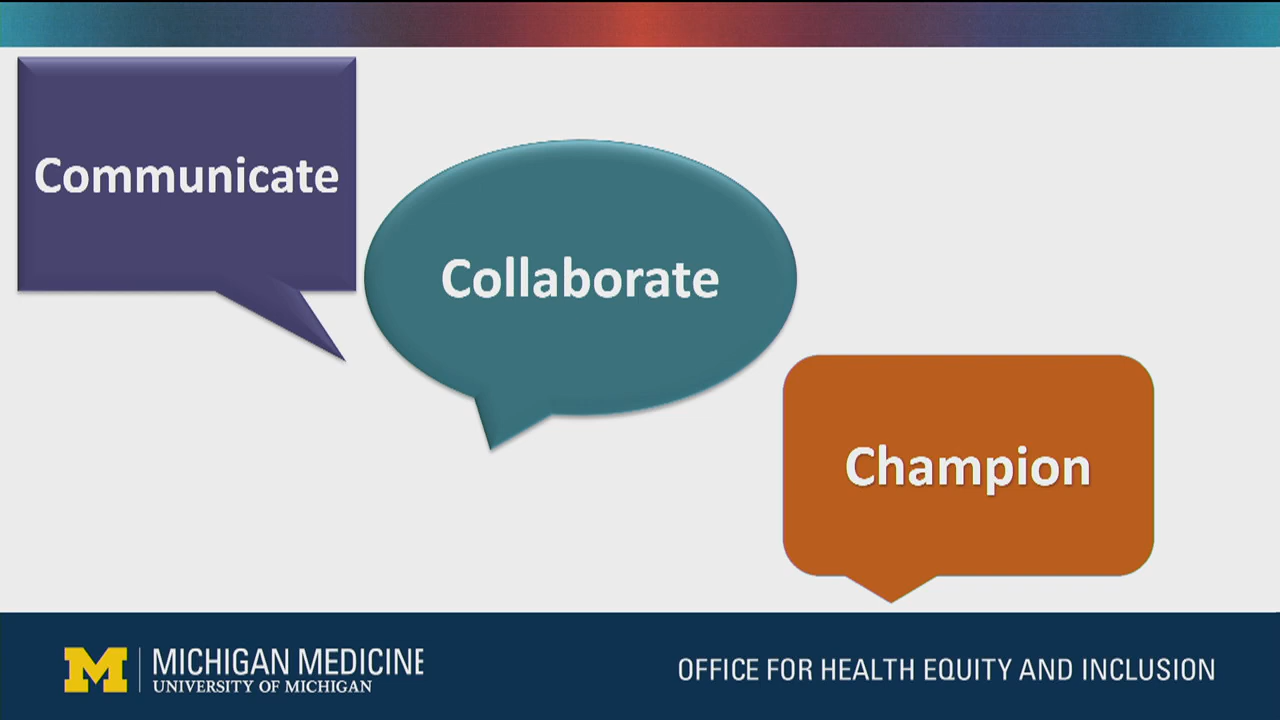 Communicate
Collaborate
Champion
M
MICHIGAN MEDICINE
UNIVERSITY OF MICHIGAN
OFFICE FOR HEALTH EQUITY AND INCLUSION